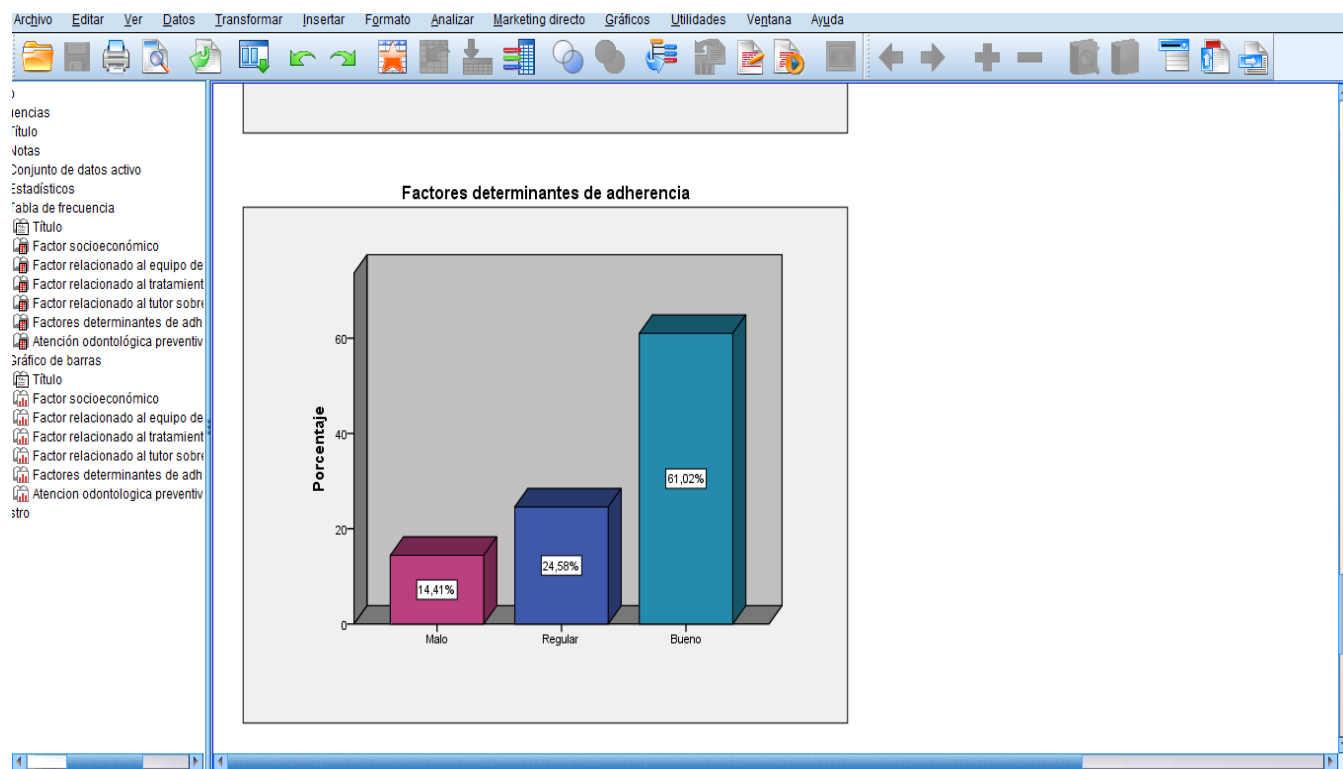 Archivo Editar Ver Datos Transformar Insertar Formato Analizar Marketing directo Gráficos Utilidades Ventana Ayuda
uencias
Título
Notas
Conjunto de datos activo
Estadísticos
Tabla de frecuencia
Título
Factor socioeconómico
Factor relacionado al equipo de
Factor relacionado al tratamient
Factor relacionado al tutor sobre
Factores determinantes de adh
Atención odontológica preventiv
Gráfico de barras
Título
Factor socioeconómico
Factor relacionado al equipo de
Factor relacionado al tratamient
Factor relacionado al tutor sobre
Factores determinantes de adh
Atencion odontologica preventiv
stro
Factores determinantes de adherencia
Porcentaje
60
40
20
0
14,41%
24,58%
61,02%
Malo Regular Bueno